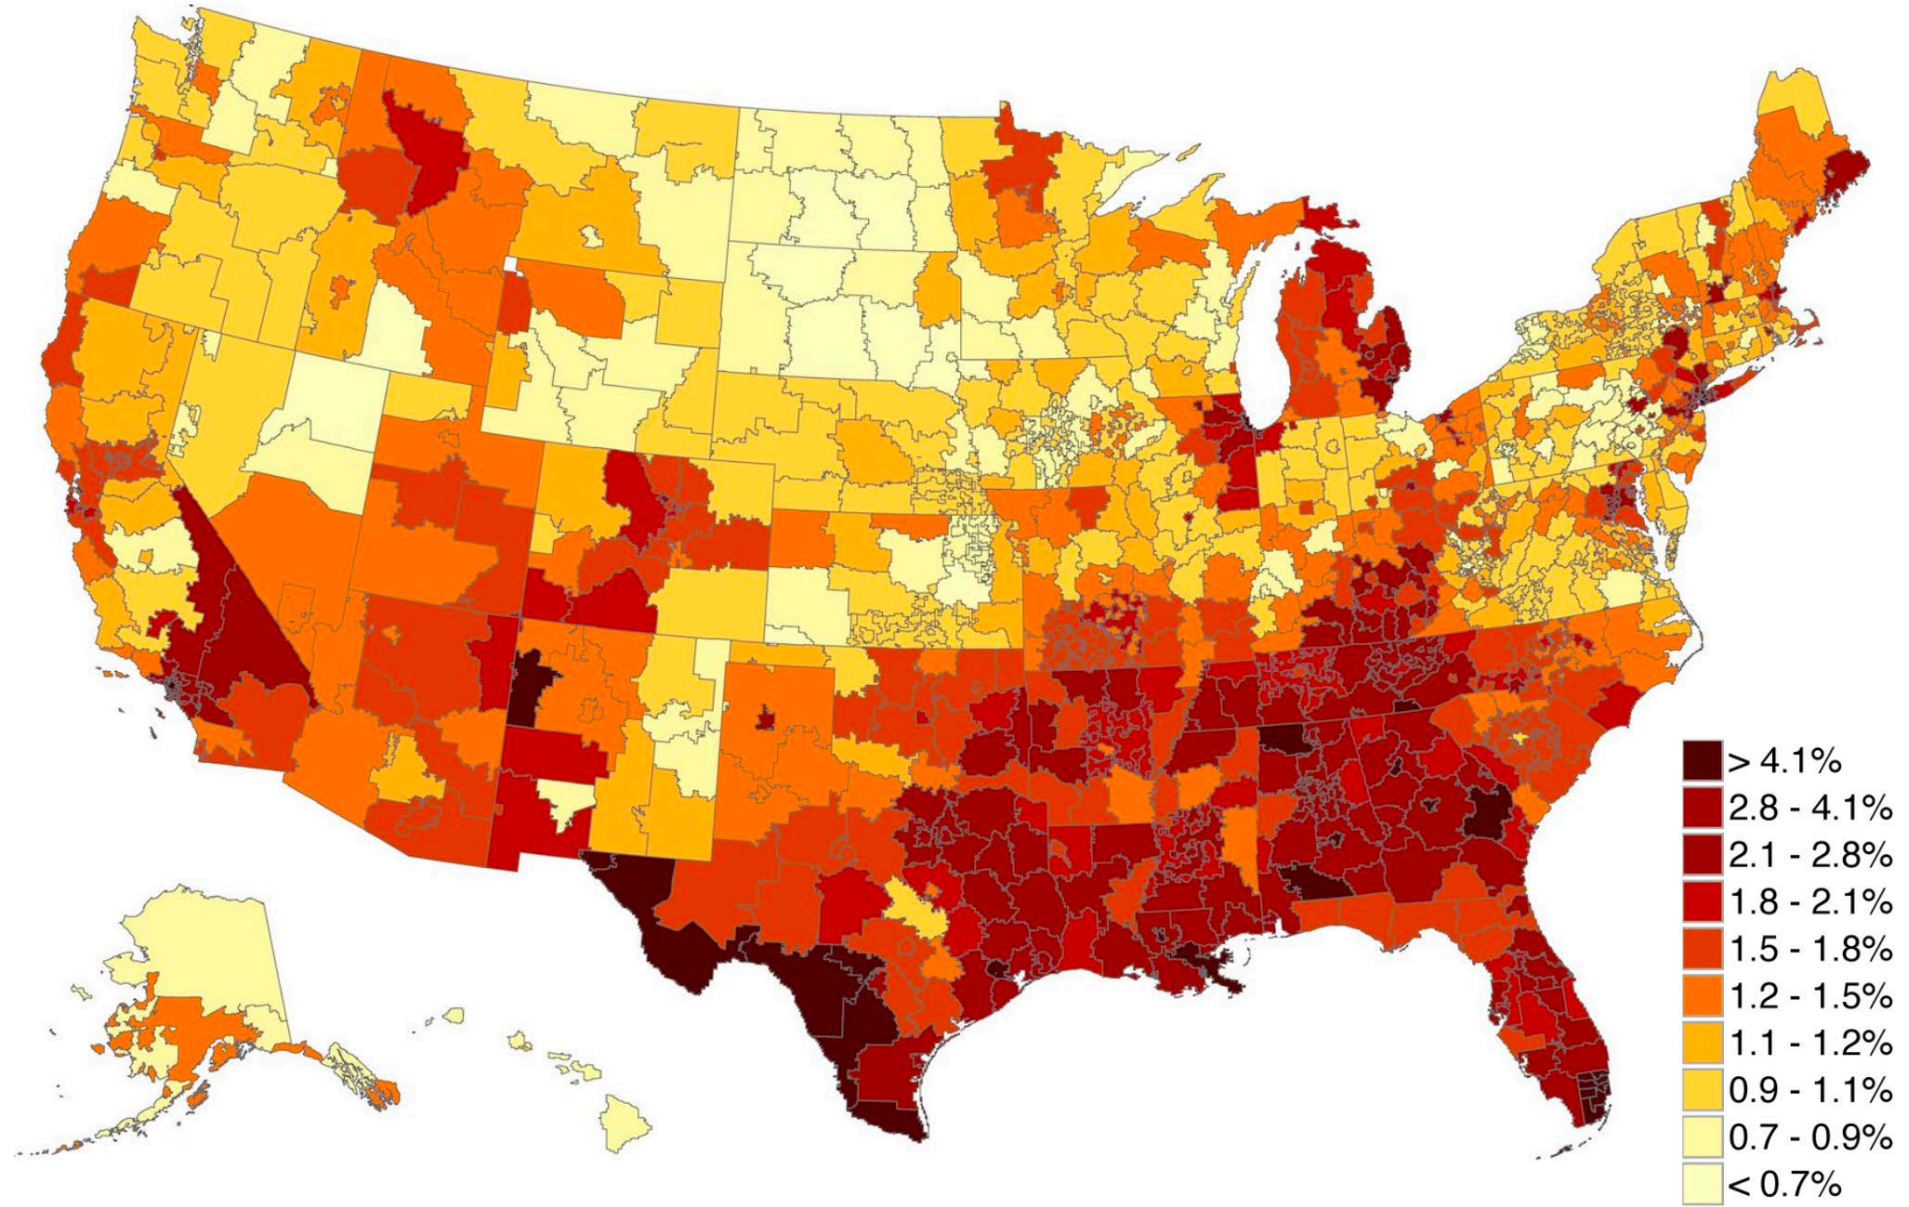 > 4.1%
2.8 - 4.1%
2.1 - 2.8%
1.8 - 2.1%
1.5 - 1.8%
1.2 - 1.5%
1.1 - 1.2%
0.9 - 1.1%
0.7 - 0.9%
< 0.7%